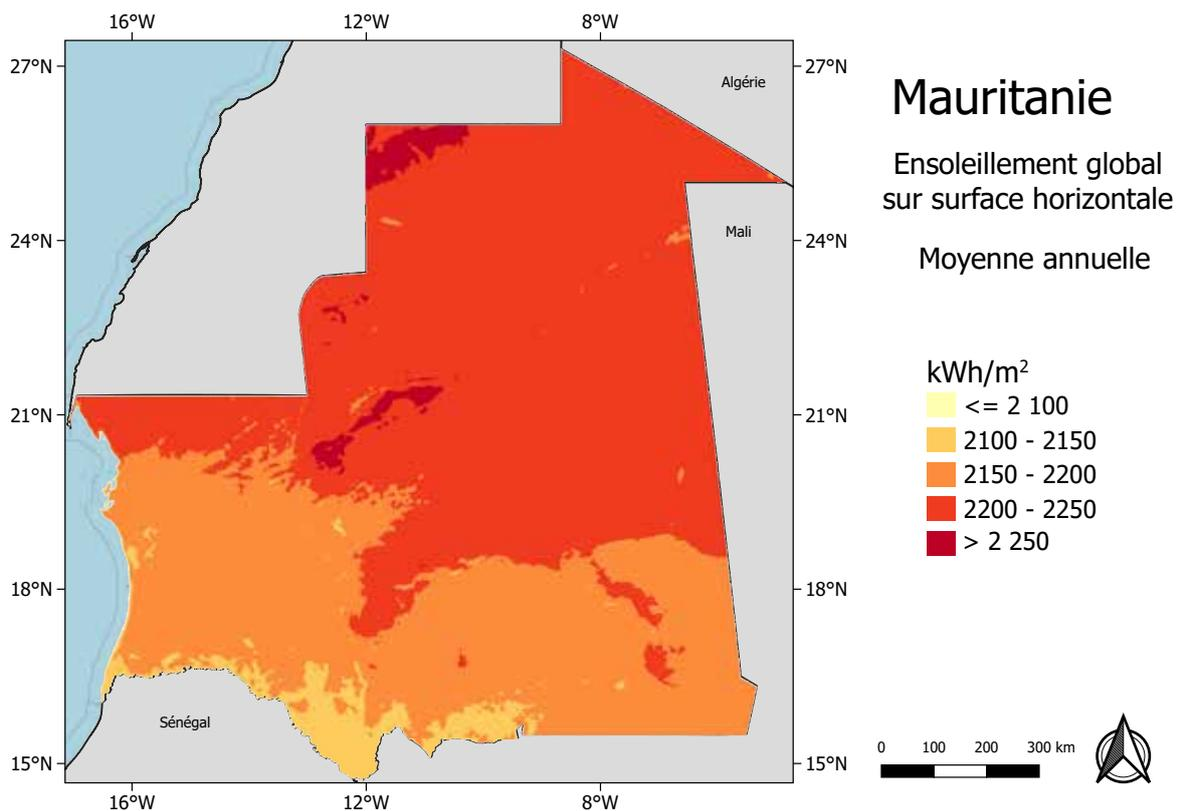 16°W 12°W 8°W
27°N 27°N
Algérie
Mauritanie
Ensoleillement global
sur surface horizontale
24°N Mali 24°N
Moyenne annuelle
kWh/m²
21°N 21°N
<= 2 100
2100 - 2150
2150 - 2200
2200 - 2250
> 2 250
18°N 18°N
Sénégal
0 100 200 300 km
15°N 15°N
16°W 12°W 8°W